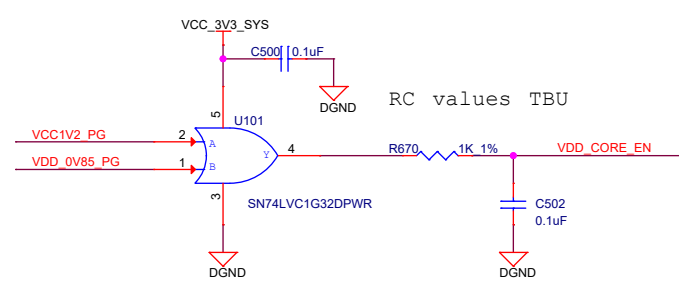 VCC_3V3_SYS
C500 0.1uF
DGND
RC values TBU
5
U101
VCC1V2_PG 2 A
Y 4 R670 1K_1% VDD_CORE_EN
VDD_0V85_PG 1 B
3
SN74LVC1G32DPWR
C502
0.1uF
DGND
DGND